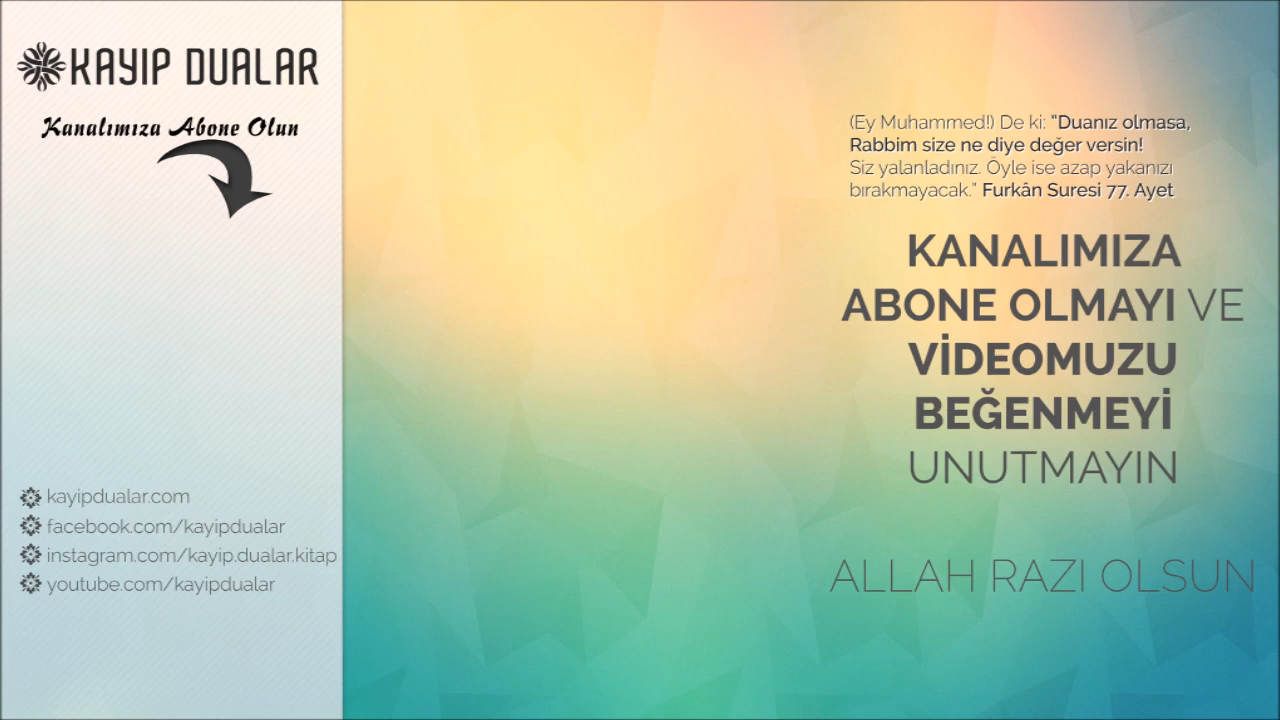 KAYIP DUALAR
Kanalımıza Abone Olun
kayipdualar.com
facebook.com/kayipdualar
instagram.com/kayip.dualar.kitap
youtube.com/kayipdualar
(Ey Muhammed!) De ki: "Duanız olmasa,
Rabbim size ne diye değer versin!
Siz yalanladınız. Öyle ise azap yakanızı
bırakmayacak." Furkân Suresi 77. Ayet
KANALIMIZA
ABONE OLMAYI VE
VİDEOMUZU
BEĞENMEYİ
UNUTMAYIN
ALLAH RAZI OLSUN